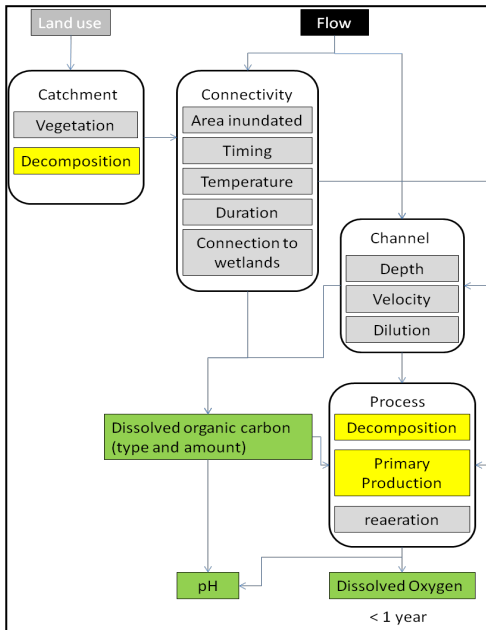 Land use
Flow
Catchment
Vegetation
Decomposition
Connectivity
Area inundated
Timing
Temperature
Duration
Connection to
wetlands
Channel
Depth
Velocity
Dilution
Process
Decomposition
Primary
Production
reaeration
Dissolved organic carbon
(type and amount)
pH
Dissolved Oxygen
< 1 year